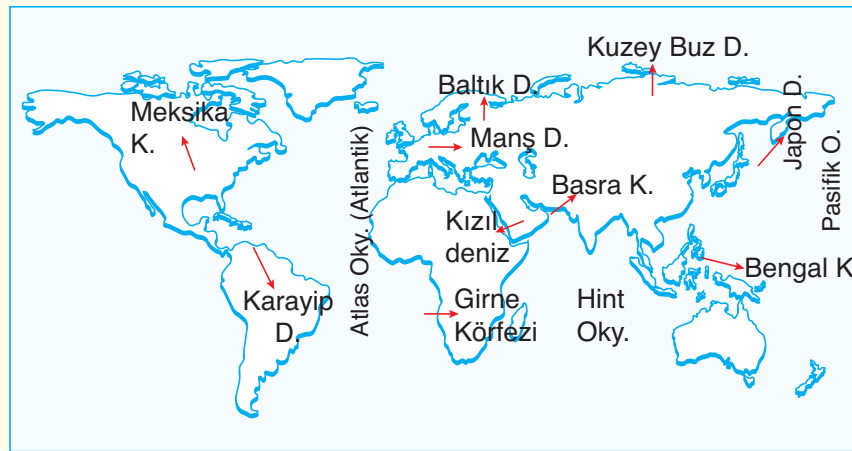 Kuzey Buz D.
Baltık D.
Meksika
K.
Manş D.
Japon D.
Pasifik O.
Atlas Oky. (Atlantik)
Basra K.
Kızıl
deniz
Bengal K
Karayip
D.
Girne
Körfezi
Hint
Oky.